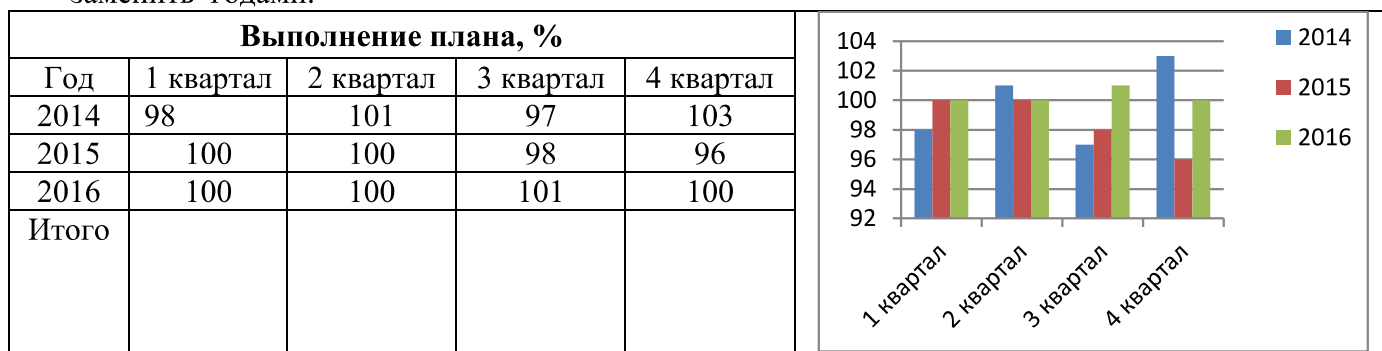 заменить годами.
Выполнение плана, %
Год 1 квартал 2 квартал 3 квартал 4 квартал
2014 98 101 97 103
2015 100 100 98 96
2016 100 100 101 100
Итого
104
102
100
98
96
94
92
1 квартал
2 квартал
3 квартал
4 квартал
2014
2015
2016